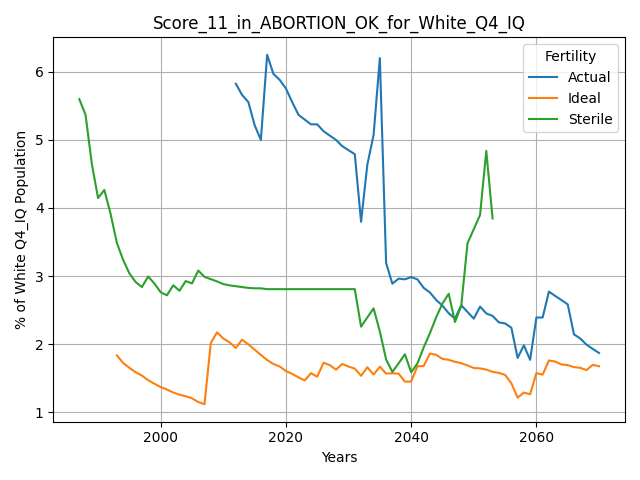 Score_11_in_ABORTION_OK_for_White_Q4_IQ
Fertility
Actual
Ideal
Sterile
% of White Q4_IQ Population
6
5
4
3
2
1
2000
2020
2040
2060
Years